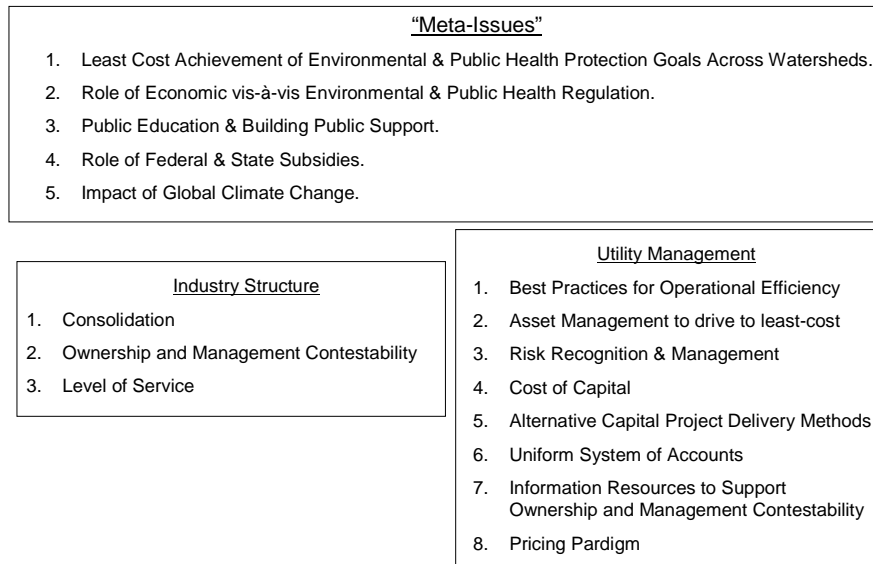 “Meta-Issues”
1. Least Cost Achievement of Environmental & Public Health Protection Goals Across Watersheds.
2. Role of Economic vis-à-vis Environmental & Public Health Regulation.
3. Public Education & Building Public Support.
4. Role of Federal & State Subsidies.
5. Impact of Global Climate Change.
Industry Structure
1. Consolidation
2. Ownership and Management Contestability
3. Level of Service
Utility Management
1. Best Practices for Operational Efficiency
2. Asset Management to drive to least-cost
3. Risk Recognition & Management
4. Cost of Capital
5. Alternative Capital Project Delivery Methods
6. Uniform System of Accounts
7. Information Resources to Support
Ownership and Management Contestability
8. Pricing Pardigm